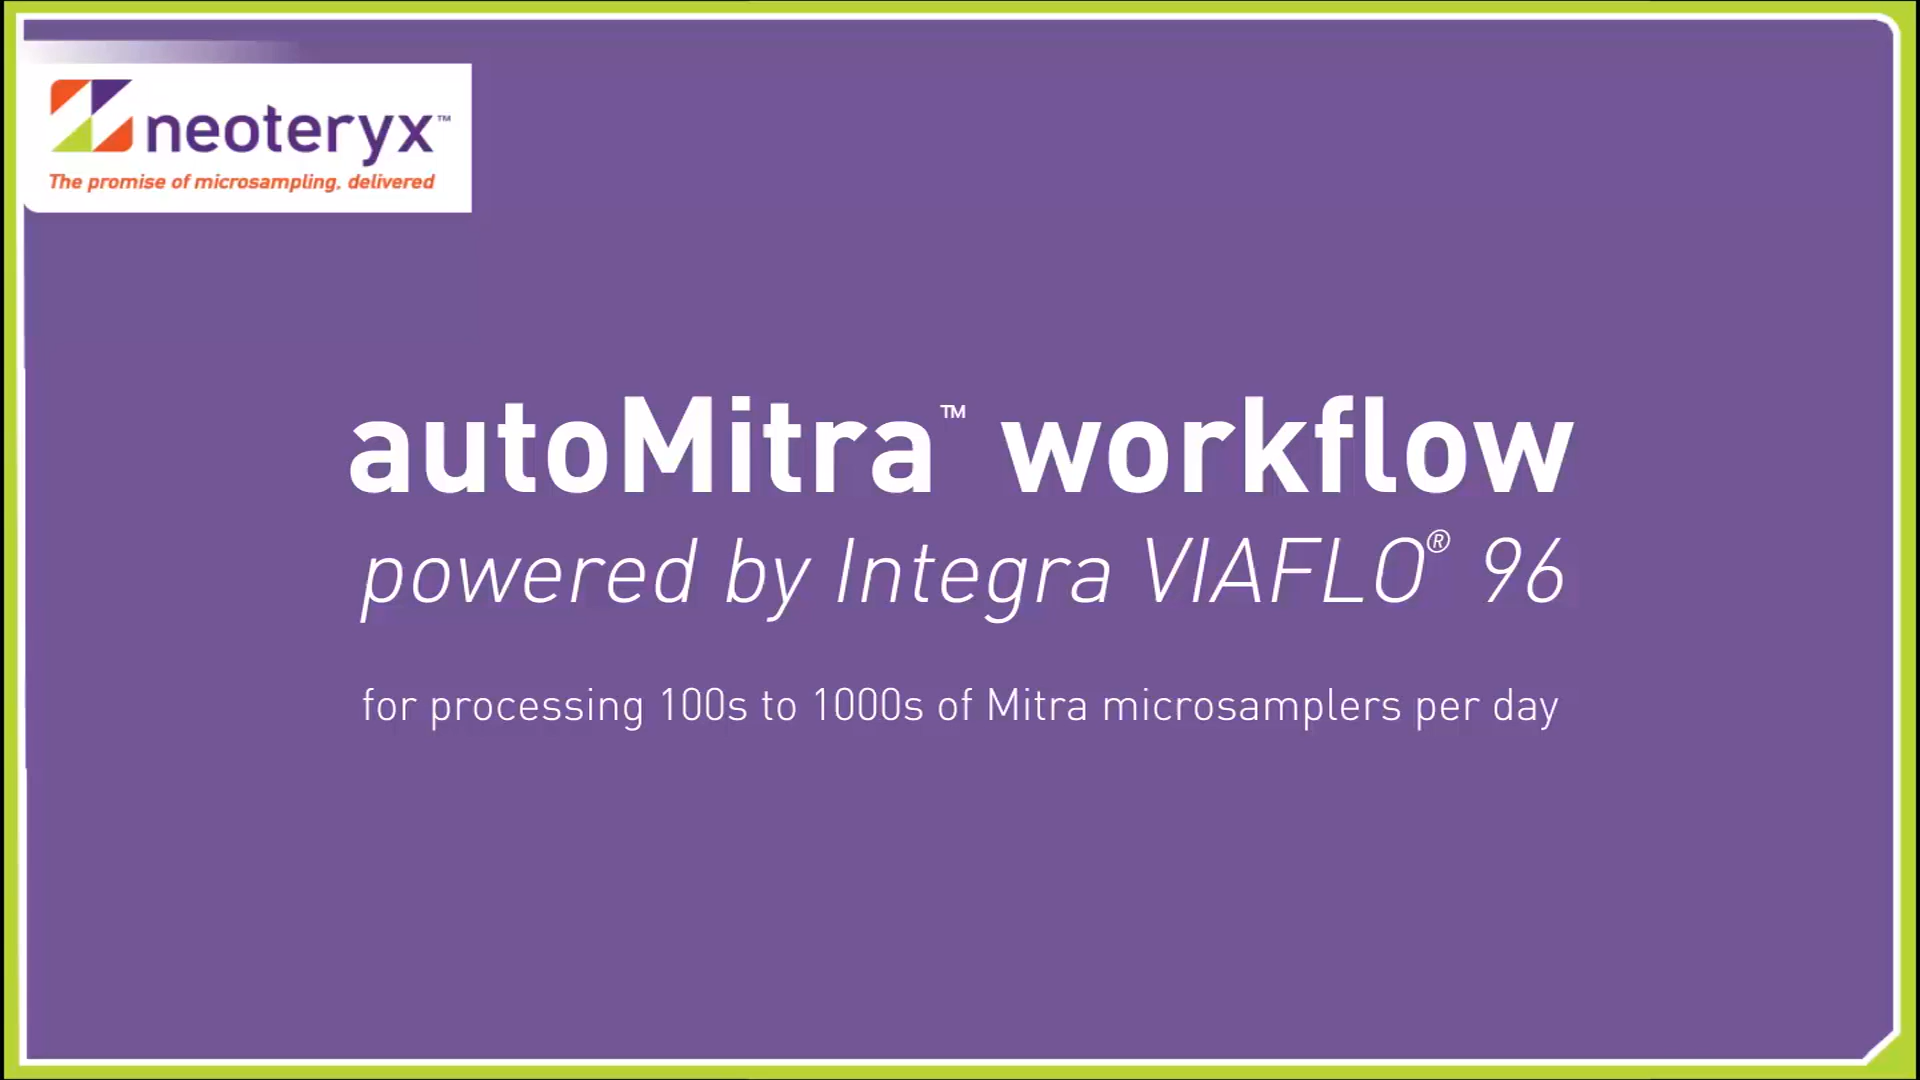 neoteryx™
The promise of microsampling, delivered
autoMitra™ workflow
powered by Integra VIAFLO® 96
for processing 100s to 1000s of Mitra microsamplers per day